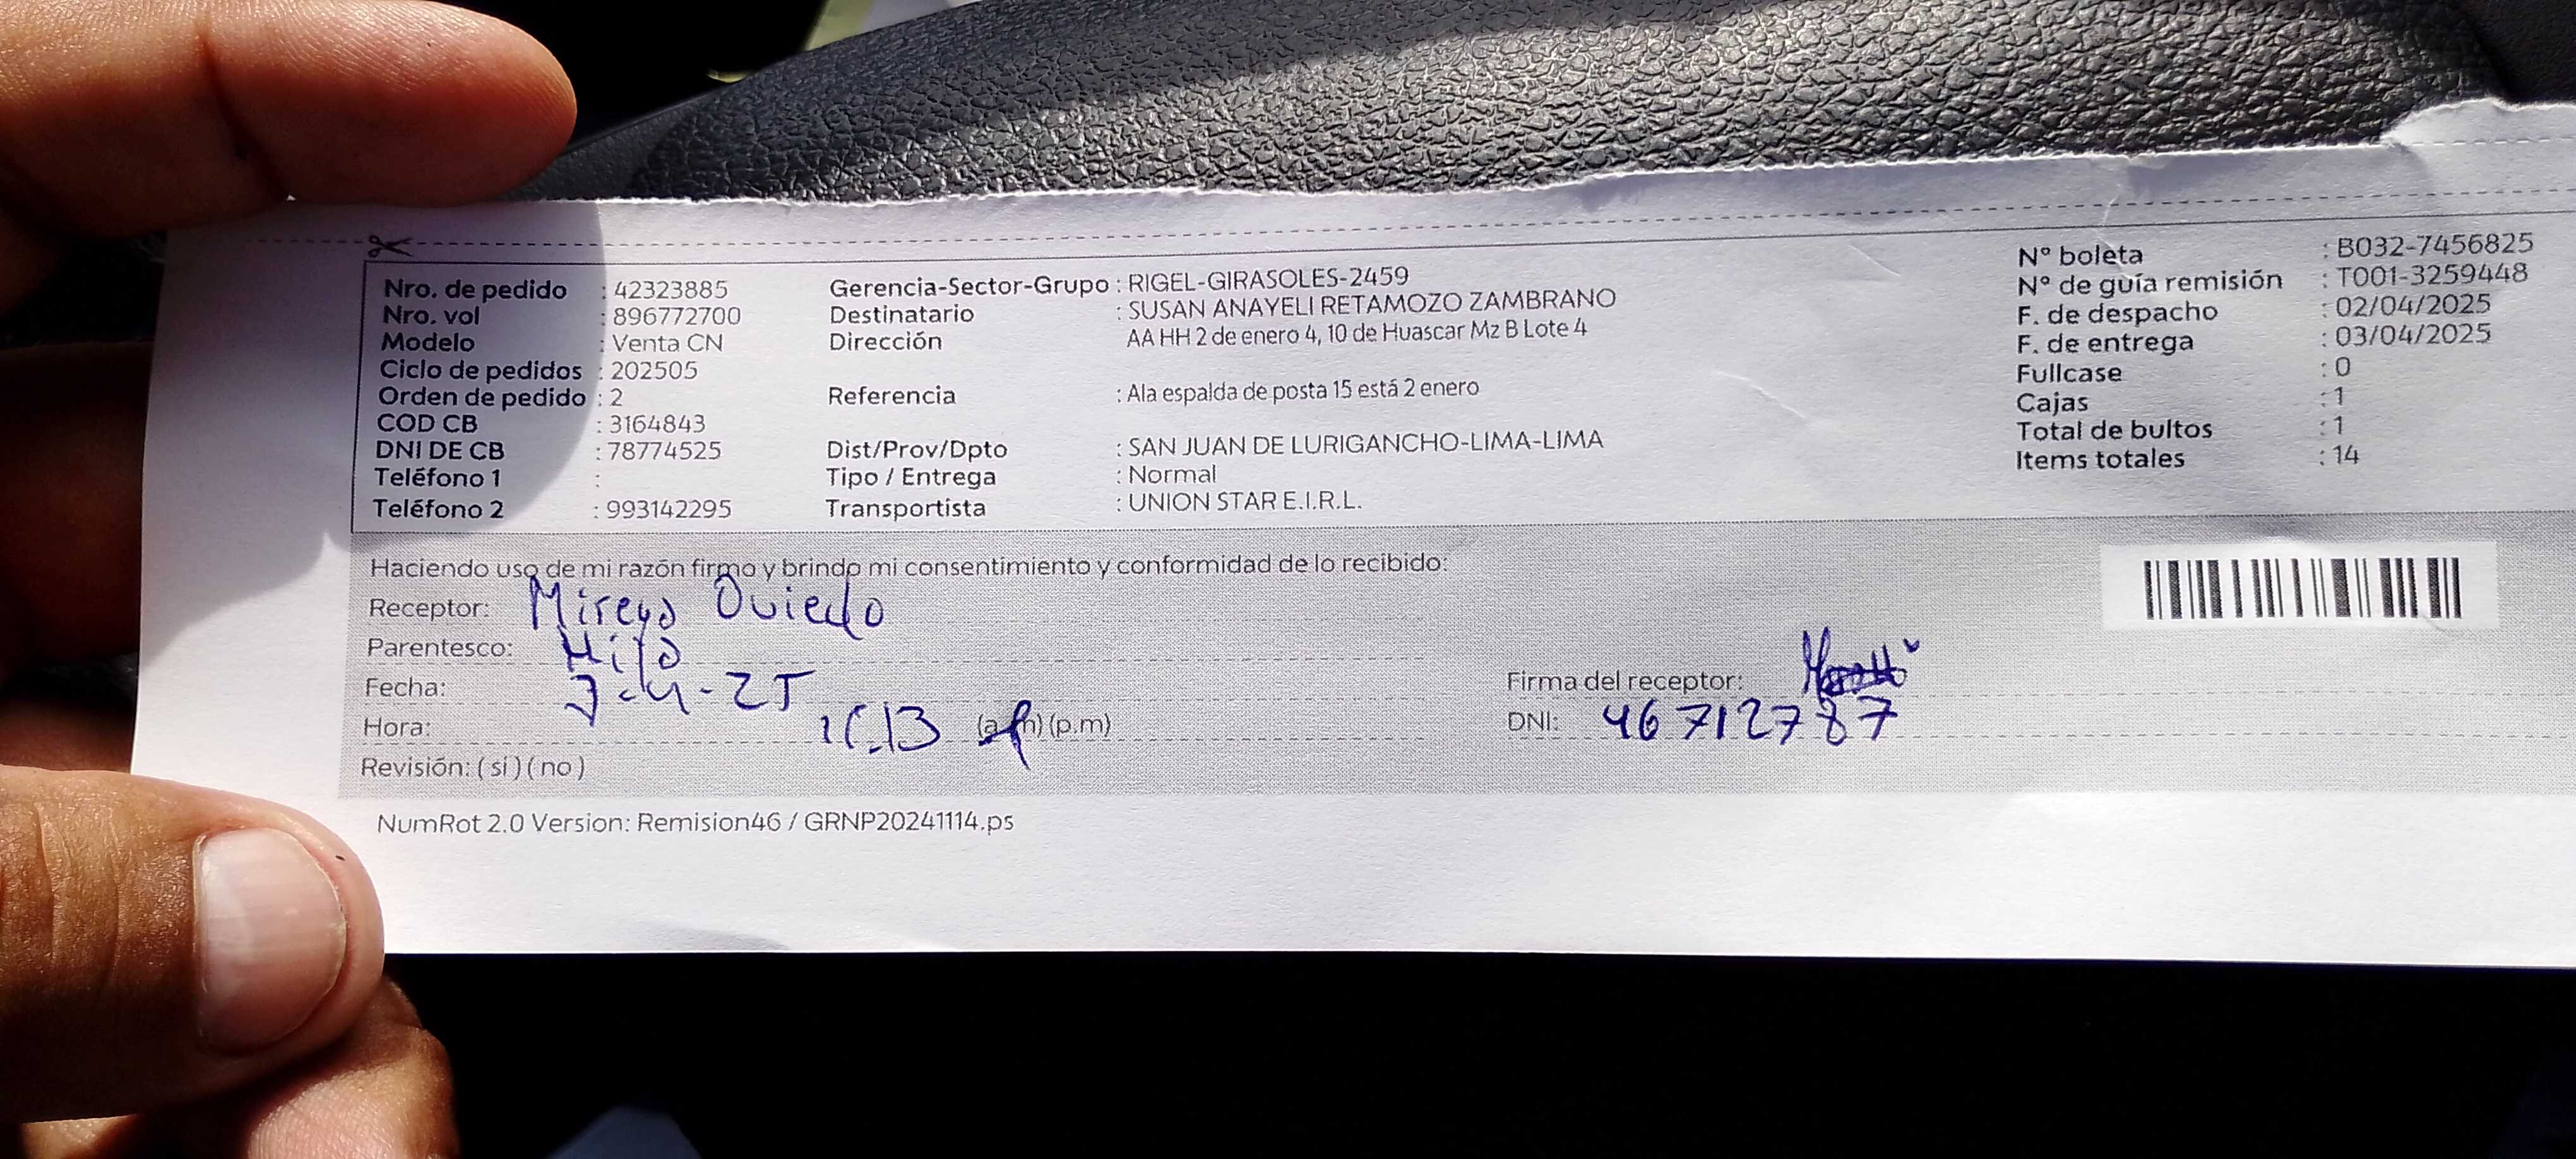 Nro. de pedido : 42323885
Nro. vol : 896772700
Modelo : Venta CN
Ciclo de pedidos : 202505
Orden de pedido : 2
COD CB : 3164843
DNI DE CB : 78774525
Teléfono 1 :
Teléfono 2 : 993142295
Gerencia-Sector-Grupo : RIGEL-GIRASOLES-2459
Destinatario : SUSAN ANAYELI RETAMOZO ZAMBRANO
Dirección AA HH 2 de enero 4, 10 de Huascar Mz B Lote 4
Referencia : Ala espalda de posta 15 está 2 enero
Dist/Prov/Dpto : SAN JUAN DE LURIGANCHO-LIMA-LIMA
Tipo / Entrega : Normal
Transportista : UNION STAR E.I.R.L.
N° boleta : B032-7456825
N° de guía remisión : T001-3259448
F. de despacho : 02/04/2025
F. de entrega : 03/04/2025
Fullcase : 0
Cajas : 1
Total de bultos : 1
Items totales : 14
Haciendo uso de mi razón firmo y brindo mi consentimiento y conformidad de lo recibido:
Receptor: Oviedo
Parentesco:
Fecha:
Hora: (p.m)
Revisión: ( si ) ( no )
Firma del receptor:
DNI: 46712787
NumRot 2.0 Version: Remision46 / GRNP20241114.ps